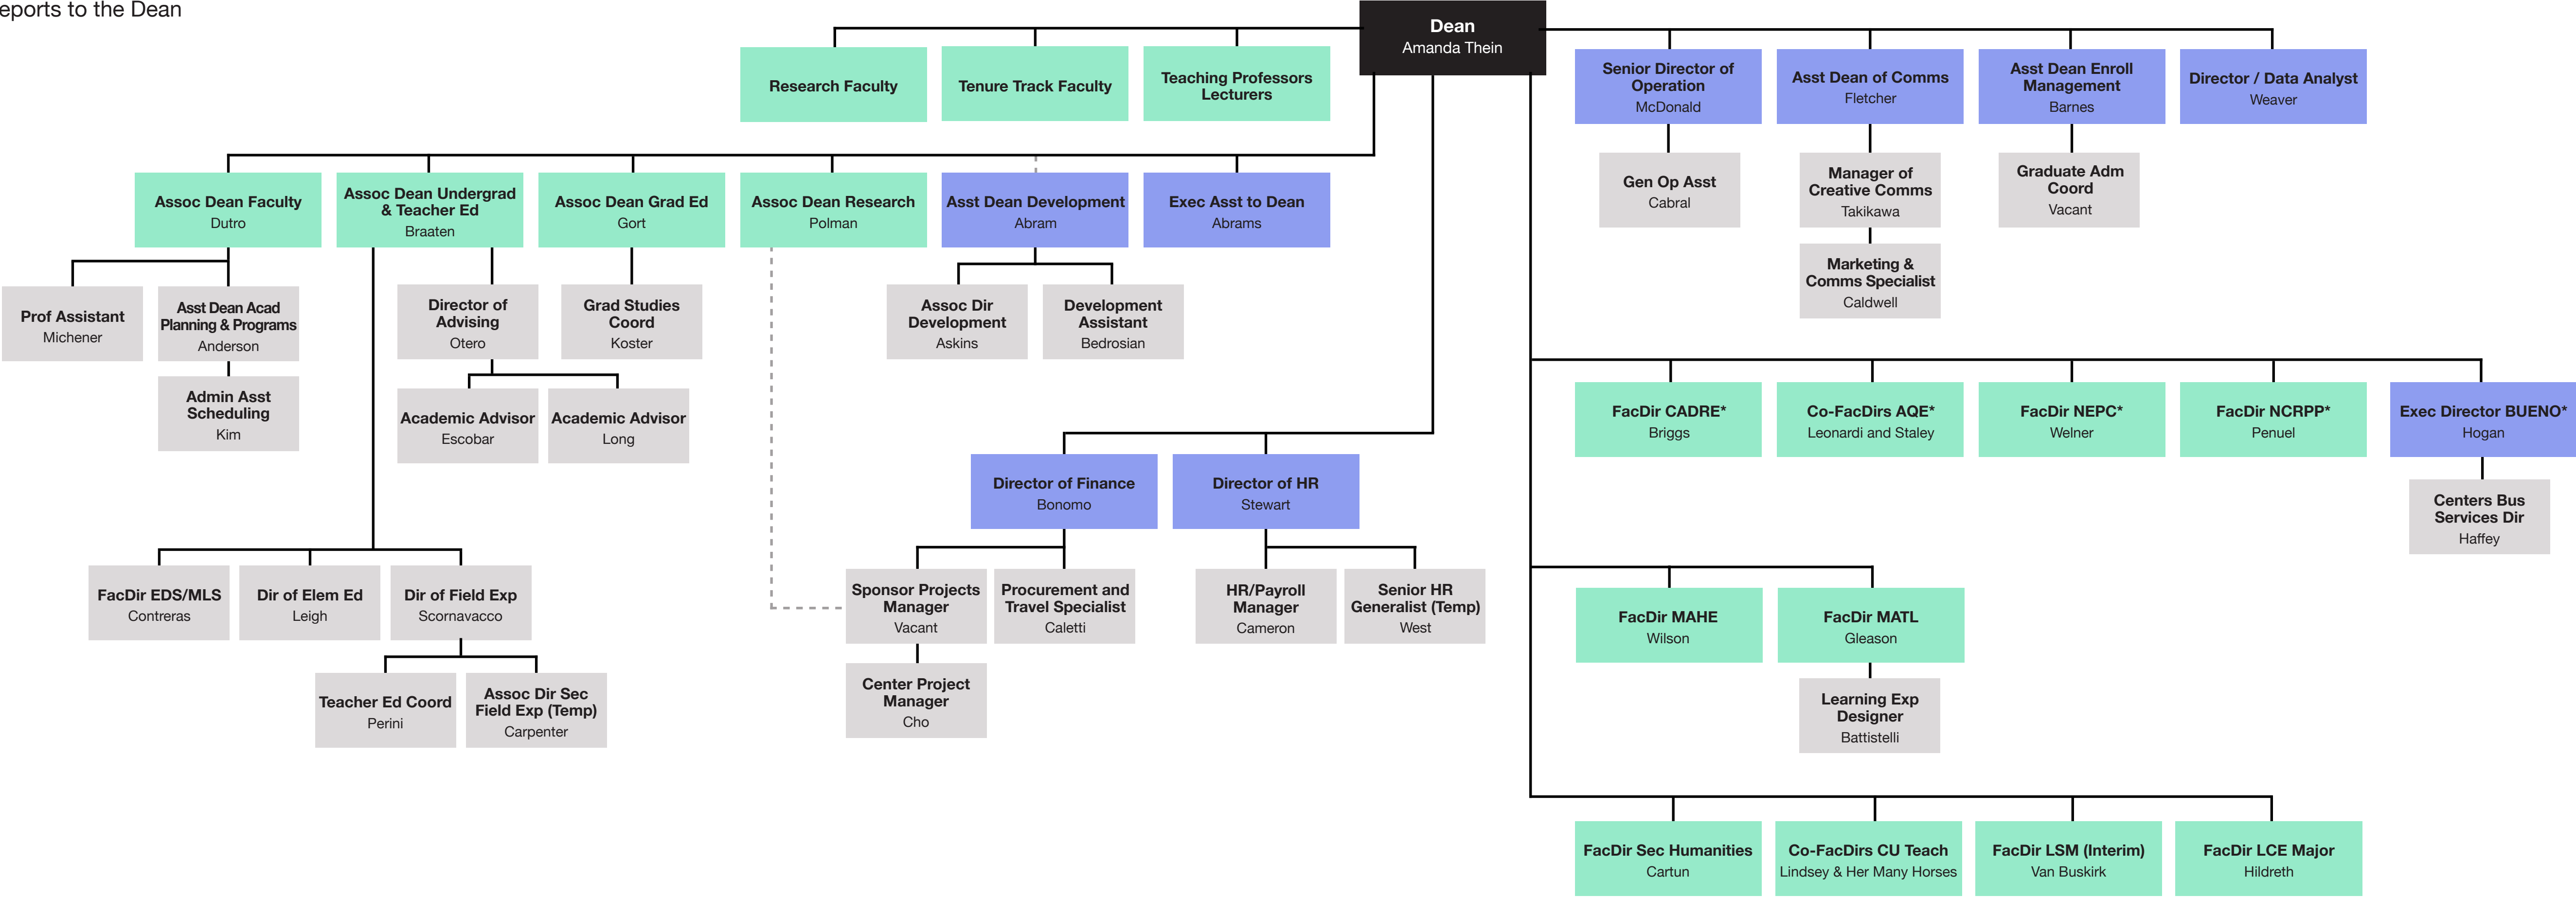 eports to the Dean
Dean
Amanda Thein
Research Faculty
Tenure Track Faculty
Teaching Professors
Lecturers
Senior Director of
Operation
McDonald
Asst Dean of Comms
Fletcher
Asst Dean Enroll
Management
Barnes
Director / Data Analyst
Weaver
Gen Op Asst
Cabral
Manager of
Creative Comms
Takikawa
Graduate Adm
Coord
Vacant
Marketing &
Comms Specialist
Caldwell
Assoc Dean Faculty
Dutro
Assoc Dean Undergrad
& Teacher Ed
Braaten
Assoc Dean Grad Ed
Gort
Assoc Dean Research
Polman
Asst Dean Development
Abram
Exec Asst to Dean
Abrams
Prof Assistant
Michener
Asst Dean Acad
Planning & Programs
Anderson
Director of
Advising
Otero
Grad Studies
Coord
Koster
Assoc Dir
Development
Askins
Development
Assistant
Bedrosian
Admin Asst
Scheduling
Kim
Academic Advisor
Escobar
Academic Advisor
Long
FacDir CADRE*
Briggs
Co-FacDirs AQE*
Leonardi and Staley
FacDir NEPC*
Welner
FacDir NCRPP*
Penuel
Exec Director BUENO*
Hogan
Centers Bus
Services Dir
Haffey
Director of Finance
Bonomo
Director of HR
Stewart
FacDir EDS/MLS
Contreras
Dir of Elem Ed
Leigh
Dir of Field Exp
Scornavacco
Sponsor Projects
Manager
Vacant
Procurement and
Travel Specialist
Caletti
HR/Payroll
Manager
Cameron
Senior HR
Generalist (Temp)
West
FacDir MAHE
Wilson
FacDir MATL
Gleason
Teacher Ed Coord
Perini
Assoc Dir Sec
Field Exp (Temp)
Carpenter
Center Project
Manager
Cho
Learning Exp
Designer
Battistelli
FacDir Sec Humanities
Cartun
Co-FacDirs CU Teach
Lindsey & Her Many Horses
FacDir LSM (Interim)
Van Buskirk
FacDir LCE Major
Hildreth